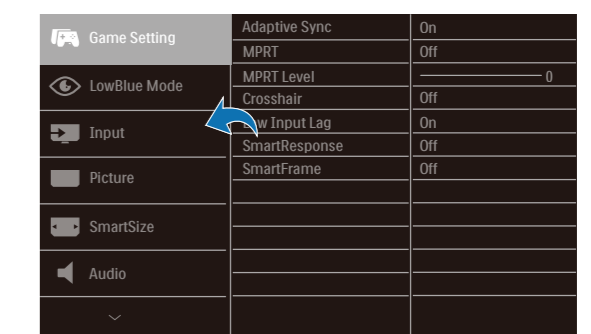 Game Setting
LowBlue Mode
Input
Picture
SmartSize
Audio
Adaptive Sync On
MPRT Off
MPRT Level 0
Crosshair Off
Input Lag On
SmartResponse Off
SmartFrame Off